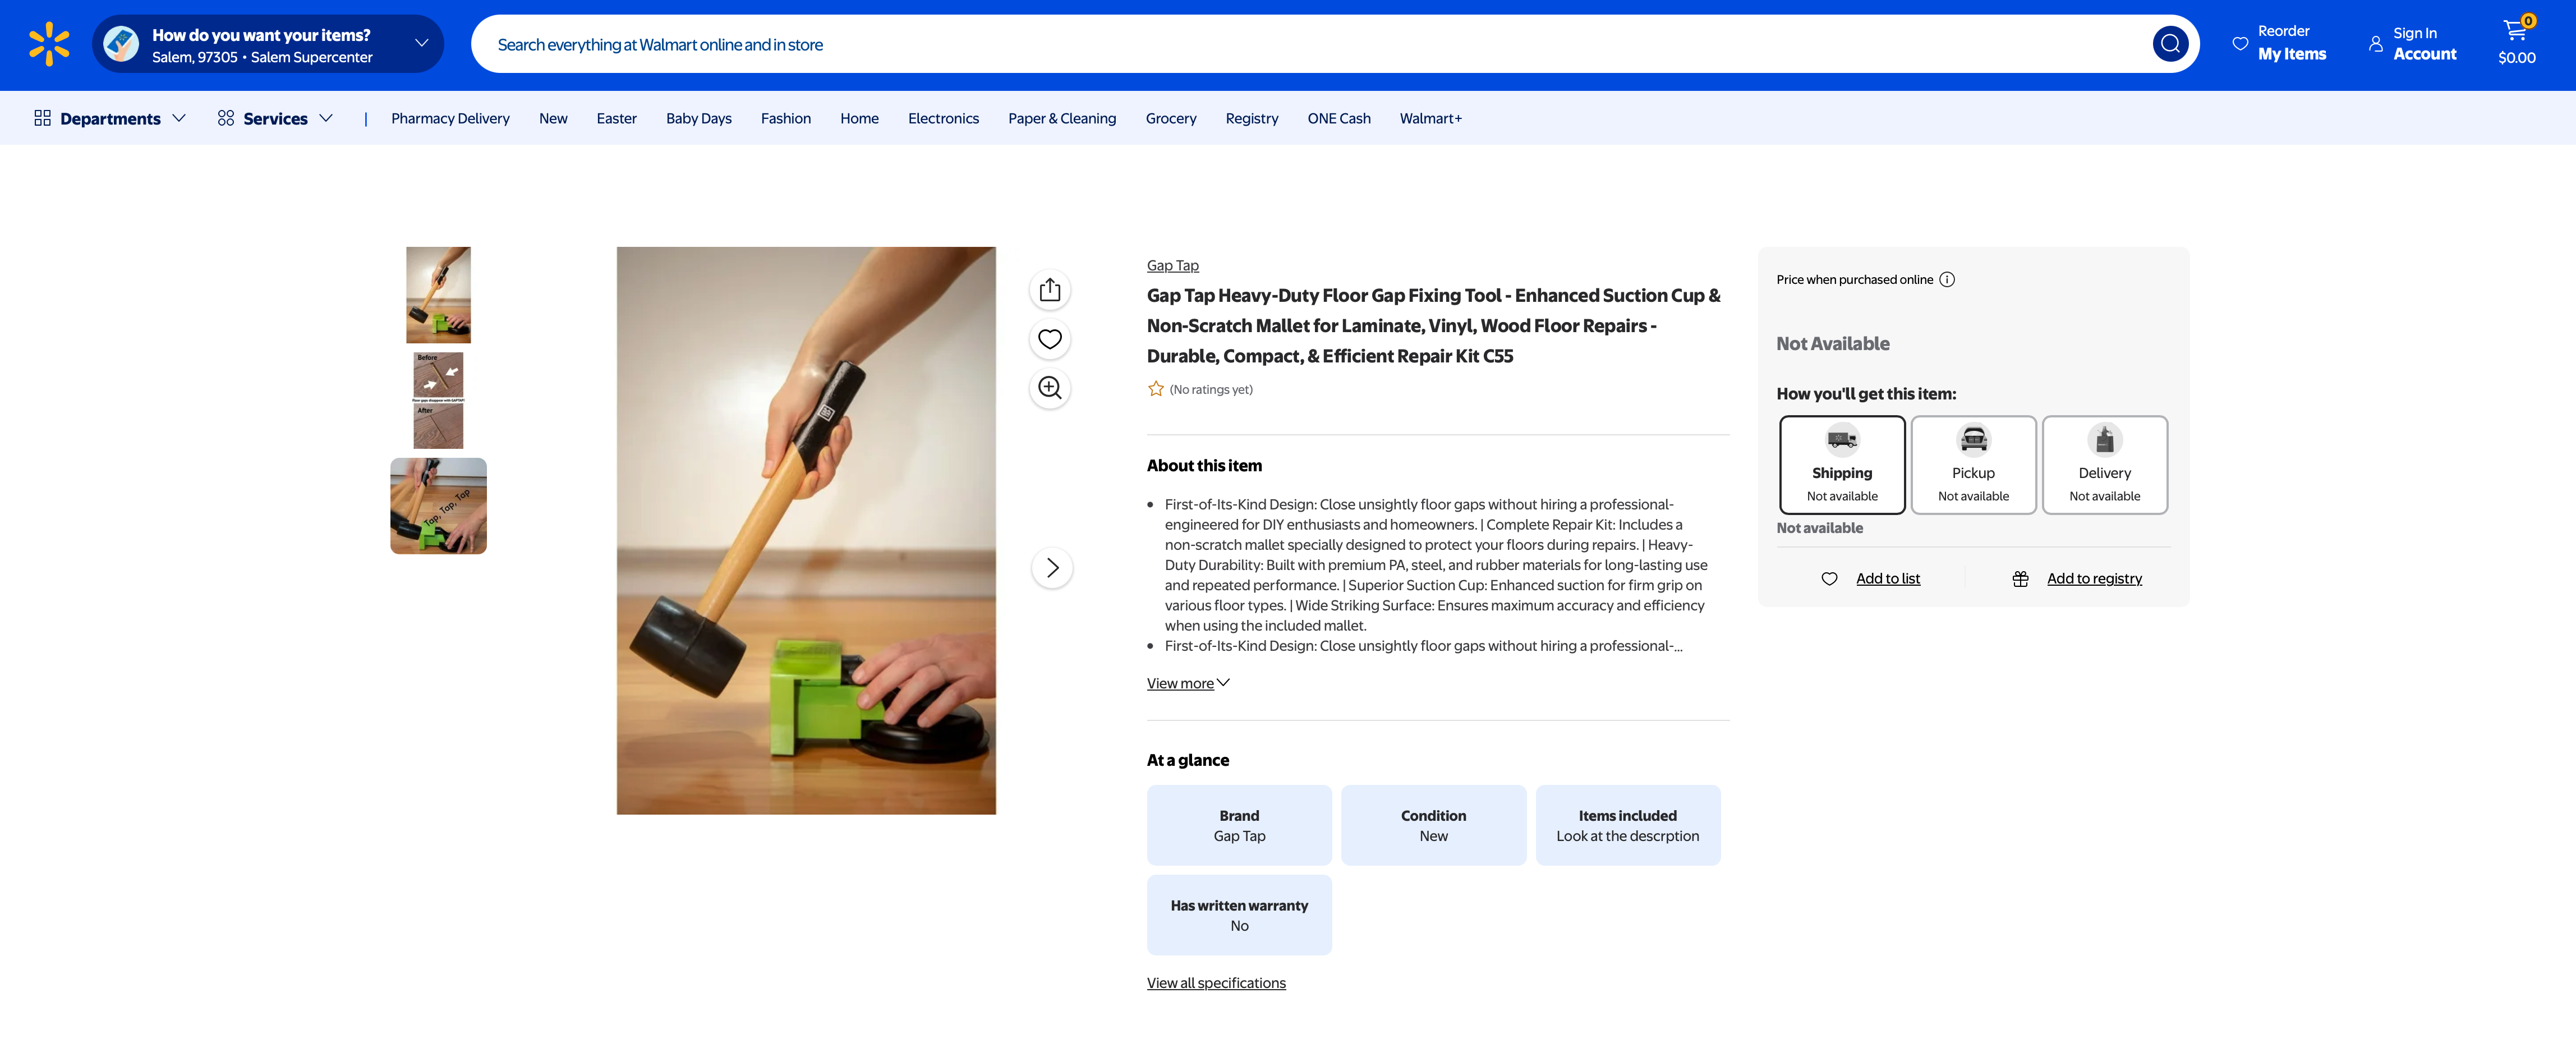 How do you want your items?
Salem, 97305 • Salem Supercenter
Search everything at Walmart online and in store
Reorder
My Items
Sign In
Account
0
$0.00
Departments
Services
Pharmacy Delivery
New
Easter
Baby Days
Fashion
Home
Electronics
Paper & Cleaning
Grocery
Registry
ONE Cash
Walmart+
Before
After
Tap, Tap, Tap
Gap Tap
Gap Tap Heavy-Duty Floor Gap Fixing Tool - Enhanced Suction Cup &
Non-Scratch Mallet for Laminate, Vinyl, Wood Floor Repairs -
Durable, Compact, & Efficient Repair Kit C55
(No ratings yet)
About this item
• First-of-Its-Kind Design: Close unsightly floor gaps without hiring a professional-
engineered for DIY enthusiasts and homeowners. | Complete Repair Kit: Includes a
non-scratch mallet specially designed to protect your floors during repairs. | Heavy-
Duty Durability: Built with premium PA, steel, and rubber materials for long-lasting use
and repeated performance. | Superior Suction Cup: Enhanced suction for firm grip on
various floor types. | Wide Striking Surface: Ensures maximum accuracy and efficiency
when using the included mallet.
• First-of-Its-Kind Design: Close unsightly floor gaps without hiring a professional-...
View more
At a glance
Brand
Gap Tap
Condition
New
Items included
Look at the descrption
Has written warranty
No
View all specifications
Price when purchased online
Not Available
How you'll get this item:
Shipping
Not available
Pickup
Not available
Delivery
Not available
Not available
Add to list
Add to registry